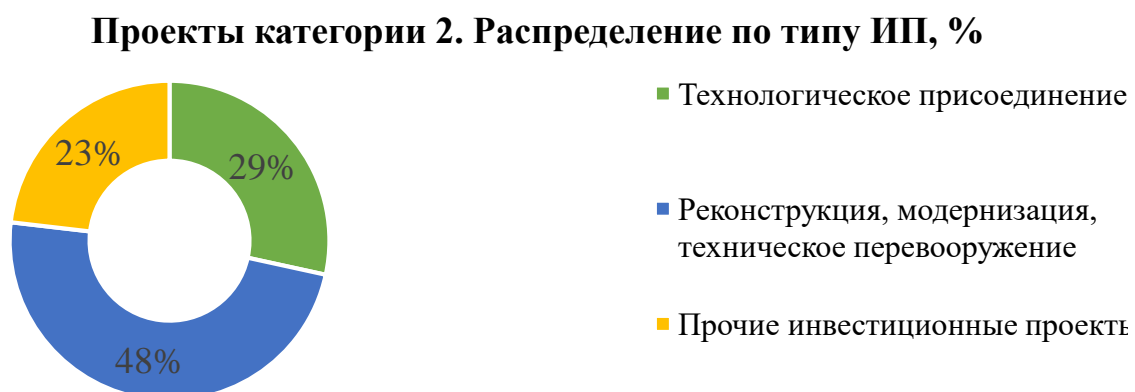 Проекты категории 2. Распределение по типу ИП, %
23%
29%
48%
Технологическое присоединение
Реконструкция, модернизация,
техническое перевооружение
Прочие инвестиционные проекты